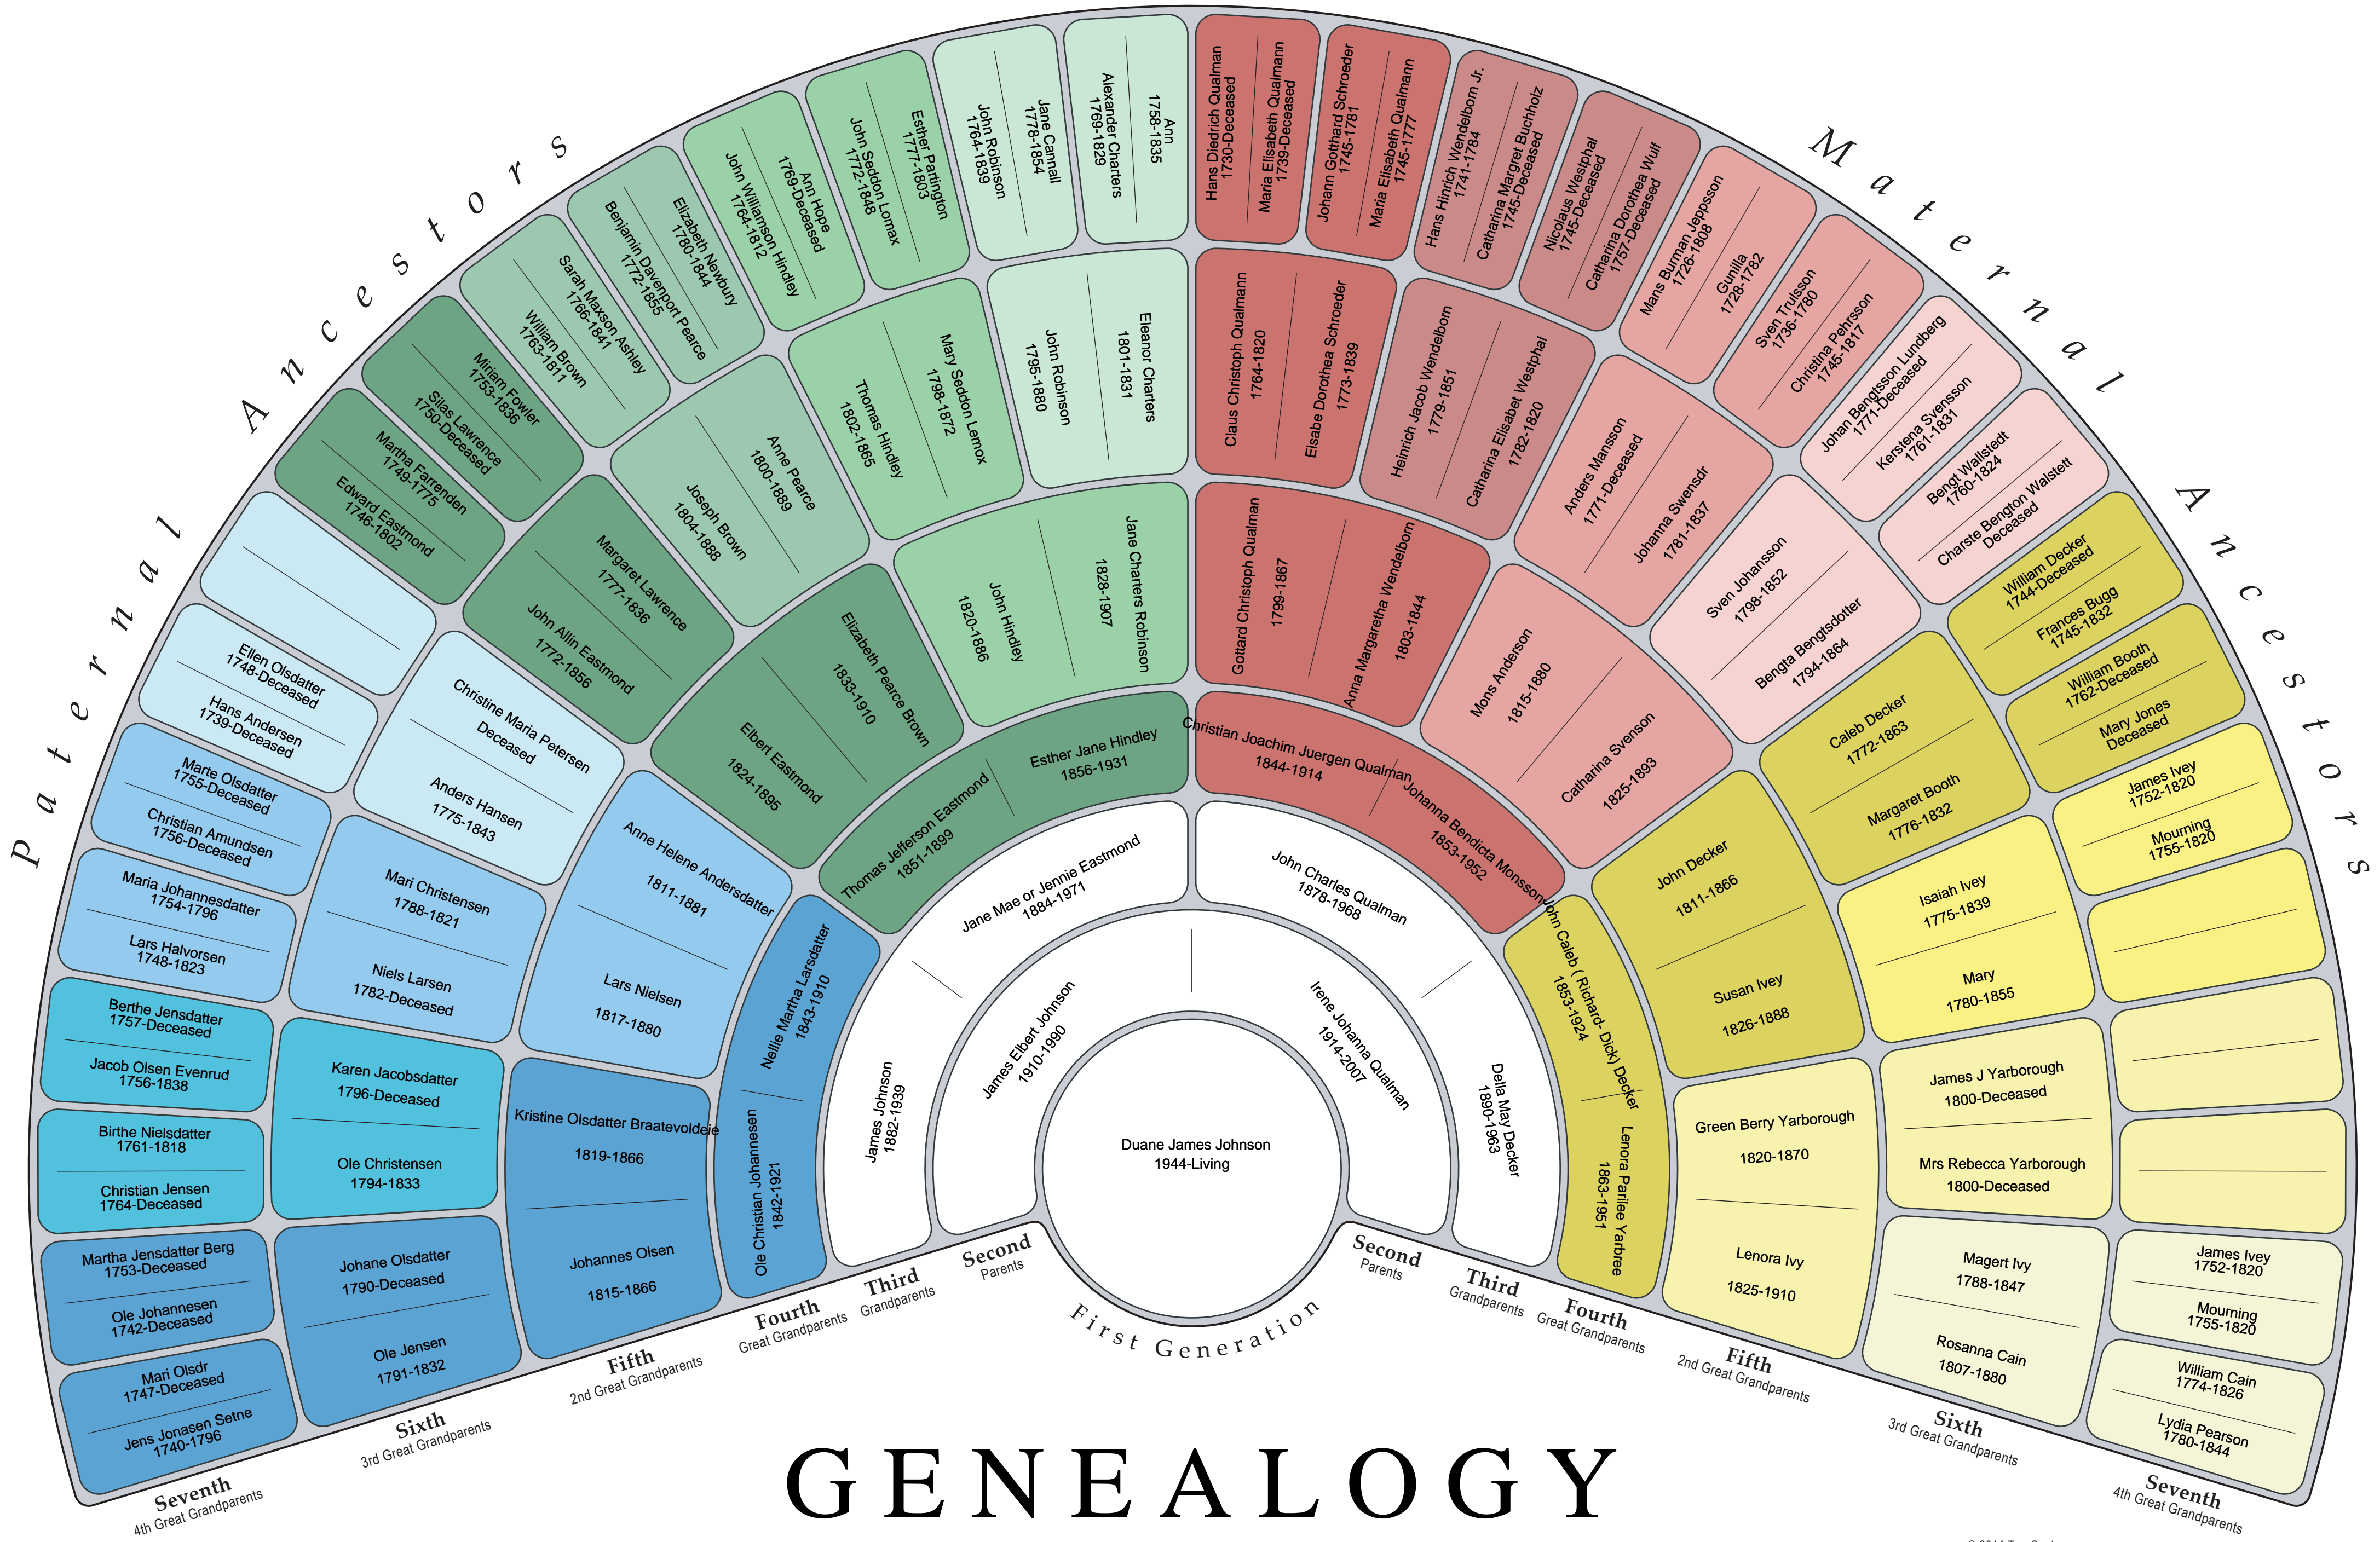 Paternal Ancestors
Maternal Ancestors
Duane James Johnson
1944-Living
James Elbert Johnson
1910-1990
Irene Johanna Qualman
1914-2007
James Johnson
1882-1939
Jane Mae or Jennie Eastmond
1884-1971
John Charles Qualman
1878-1968
Della May Decker
1890-1963
Ole Christian Johannesen
1842-1921
Nellie Martha Larsdatter
1843-1910
Thomas Jefferson Eastmond
1851-1899
Esther Jane Hindley
1856-1931
Christian Joachim Juergen Qualman
1844-1914
Johanna Bendicta Monsson
1853-1952
John Caleb ( Richard- Dick) Decker
1853-1924
Lenora Parilee Yarbree
1863-1951
Johannes Olsen
1815-1866
Kristine Olsdatter Braatevoldeie
1819-1866
Lars Nielsen
1817-1880
Anne Helene Andersdatter
1811-1881
Elbert Eastmond
1824-1895
Elizabeth Pearce Brown
1833-1910
John Hindley
1820-1886
Jane Charters Robinson
1828-1907
Gottard Christoph Qualman
1799-1867
Anna Margaretha Wendelborn
1803-1844
Mons Anderson
1815-1880
Catharina Svenson
1825-1893
John Decker
1811-1866
Susan Ivey
1826-1888
Green Berry Yarborough
1820-1870
Lenora Ivy
1825-1910
Ole Jensen
1791-1832
Johane Olsdatter
1790-Deceased
Ole Christensen
1794-1833
Karen Jacobsdatter
1796-Deceased
Niels Larsen
1782-Deceased
Mari Christensen
1788-1821
Anders Hansen
1775-1843
Christine Maria Petersen
Deceased
John Allin Eastmond
1772-1856
Margaret Lawrence
1777-1836
Joseph Brown
1804-1888
Anne Pearce
1800-1889
Thomas Hindley
1802-1865
Mary Seddon Lemox
1798-1872
John Robinson
1795-1880
Eleanor Charters
1801-1831
Claus Christoph Qualmann
1764-1820
Elsabe Dorothea Schroeder
1773-1839
Heinrich Jacob Wendelborn
1779-1851
Catharina Elisabet Westphal
1782-1820
Anders Mansson
1771-Deceased
Johanna Swensdr
1781-1837
Sven Johansson
1798-1852
Bengta Bengtsdotter
1794-1864
Caleb Decker
1772-1863
Margaret Booth
1776-1832
Isaiah Ivey
1775-1839
Mary
1780-1855
James J Yarborough
1800-Deceased
Mrs Rebecca Yarborough
1800-Deceased
Magert Ivy
1788-1847
Rosanna Cain
1807-1880
Jens Jonasen Setne
1740-1796
Mari Olsdr
1747-Deceased
Ole Johannesen
1742-Deceased
Martha Jensdatter Berg
1753-Deceased
Christian Jensen
1764-Deceased
Birthe Nielsdatter
1761-1818
Jacob Olsen Evenrud
1756-1838
Berthe Jensdatter
1757-Deceased
Lars Halvorsen
1748-1823
Maria Johannesdatter
1754-1796
Christian Amundsen
1756-Deceased
Marte Olsdatter
1755-Deceased
Hans Andersen
1739-Deceased
Ellen Olsdatter
1748-Deceased
Edward Eastmond
1746-1802
Martha Farrenden
1749-1775
Silas Lawrence
1750-Deceased
Miriam Fowler
1753-1836
William Brown
1763-1811
Sarah Maxson Ashley
1766-1841
Benjamin Davenport Pearce
1772-1855
Elizabeth Newbury
1780-1844
John Williamson Hindley
1764-1812
Ann Hope
1769-Deceased
John Seddon Lomax
1772-1848
Esther Partington
1777-1803
John Robinson
1764-1839
Jane Cannall
1778-1854
Alexander Charters
1769-1829
Ann
1758-1835
Hans Diedrich Qualman
1730-Deceased
Maria Elisabeth Qualmann
1739-Deceased
Johann Gotthard Schroeder
1745-1781
Maria Elisabeth Qualmann
1745-1777
Hans Hinrich Wendelborn Jr.
1741-1784
Catharina Margret Buchholz
1745-Deceased
Nicolaus Westphal
1745-Deceased
Catharina Dorothea Wulf
1757-Deceased
Mans Burman Jeppsson
1726-1808
Gunilla
1728-1782
Sven Trulsson
1736-1780
Christina Pehrsson
1745-1817
Johan Bengtsson Lundberg
1771-Deceased
Kerstena Svensson
1761-1831
Bengt Wallstedt
1760-1824
Charste Bengton Walstett
Deceased
William Decker
1744-Deceased
Frances Bugg
1745-1832
William Booth
1762-Deceased
Mary Jones
Deceased
James Ivey
1752-1820
Mourning
1755-1820
James Ivey
1752-1820
Mourning
1755-1820
William Cain
1774-1826
Lydia Pearson
1780-1844
Seventh
4th Great Grandparents
Sixth
3rd Great Grandparents
Fifth
2nd Great Grandparents
Fourth
Great Grandparents
Third
Grandparents
Second
Parents
First Generation
Second
Parents
Third
Grandparents
Fourth
Great Grandparents
Fifth
2nd Great Grandparents
Sixth
3rd Great Grandparents
Seventh
4th Great Grandparents
GENEALOGY